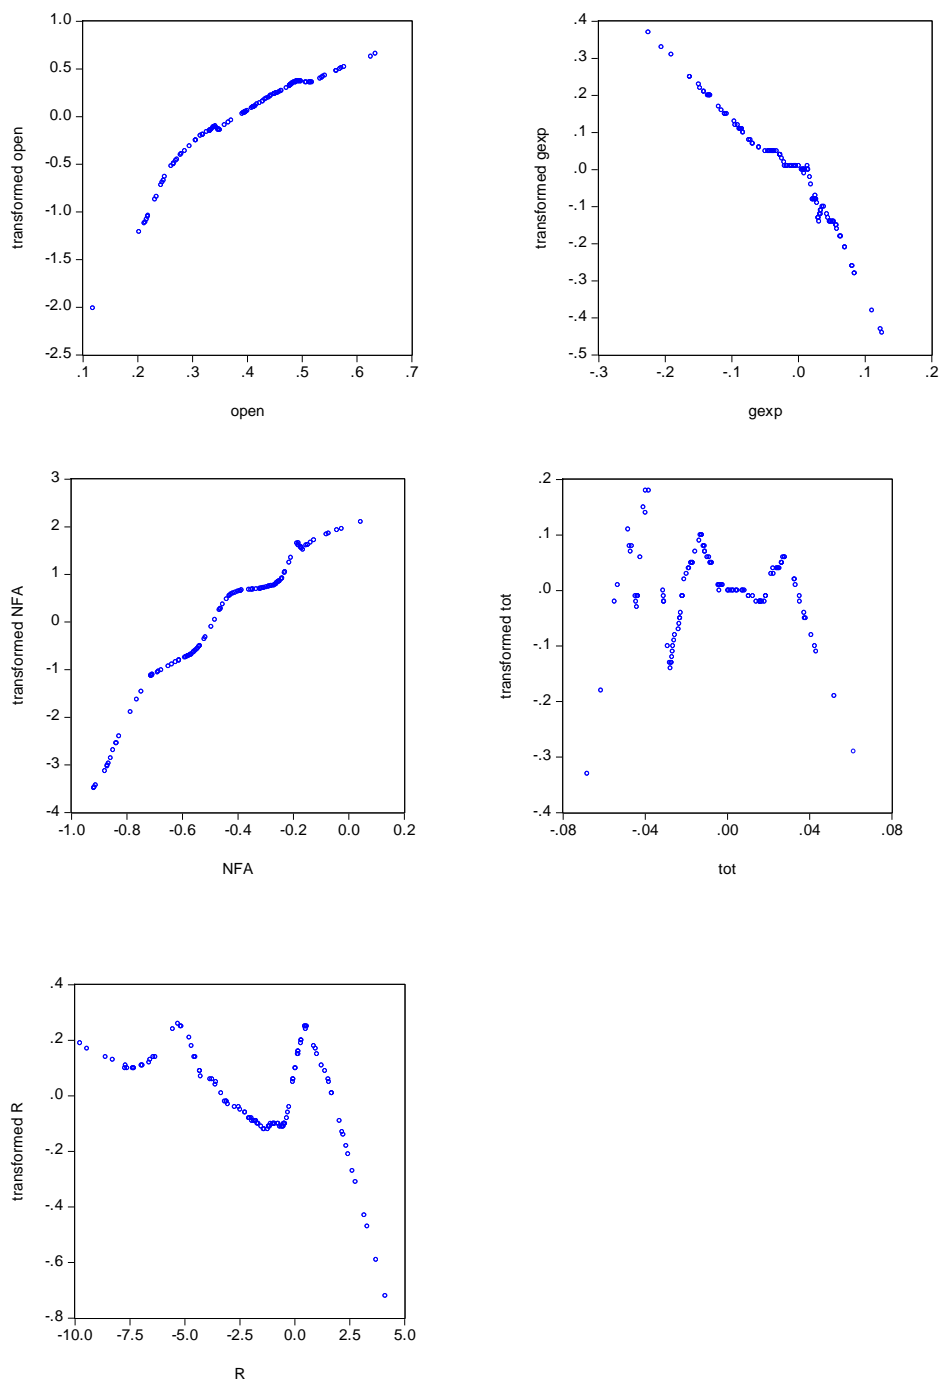 1.0
0.5
0.0
-0.5
-1.0
-1.5
-2.0
-2.5
transformed open
.1 .2 .3 .4 .5 .6 .7
open
.4
.3
.2
.1
.0
-.1
-.2
-.3
-.4
-.5
transformed gexp
-.3 -.2 -.1 .0 .1 .2
gexp
3
2
1
0
-1
-2
-3
-4
transformed NFA
-1.0 -0.8 -0.6 -0.4 -0.2 0.0 0.2
NFA
.2
.1
.0
-.1
-.2
-.3
-.4
transformed tot
-.08 -.04 .00 .04 .08
tot
.4
.2
.0
-.2
-.4
-.6
-.8
transformed R
-10.0 -7.5 -5.0 -2.5 0.0 2.5 5.0
R